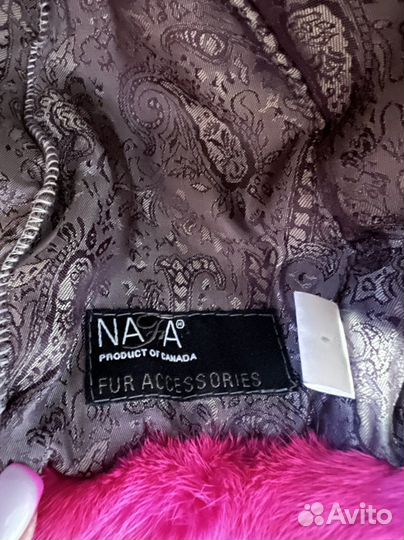 NAFA®
PRODUCT OF CANADA
FUR ACCESSORIES
Avito